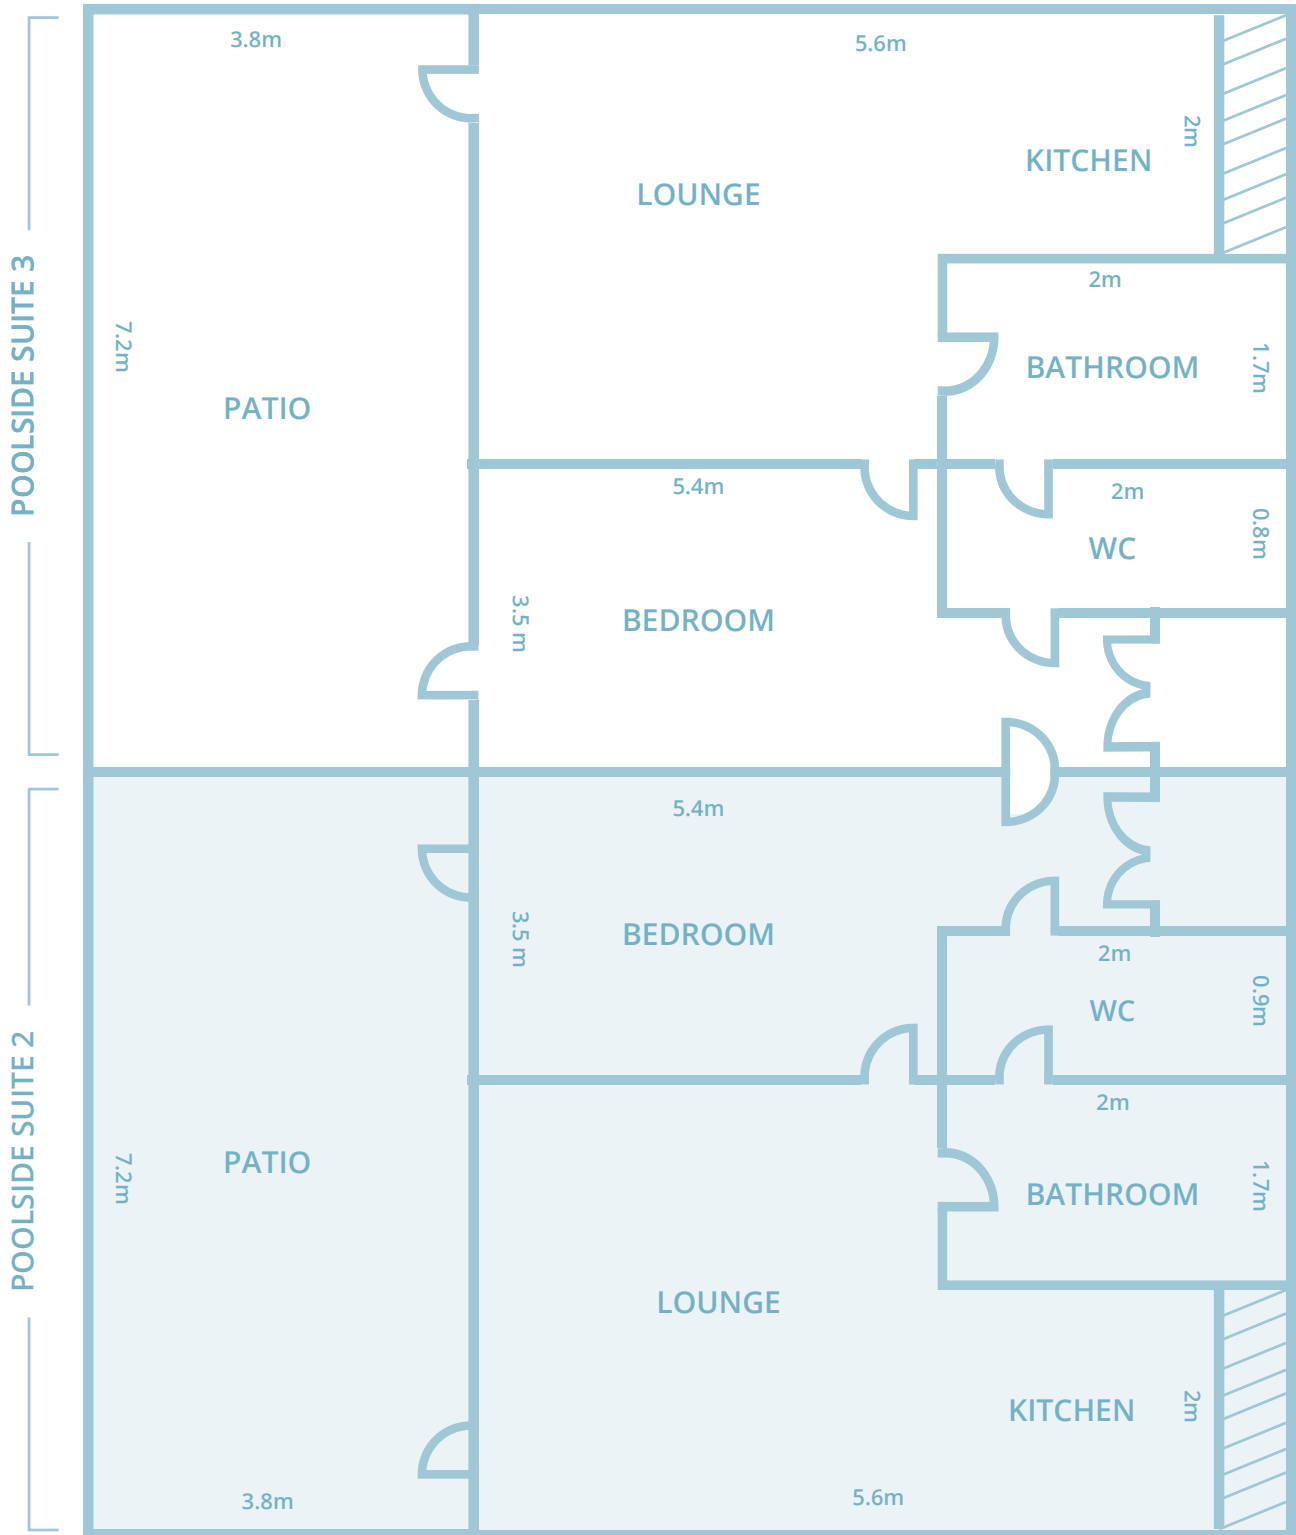 3.8m
5.6m
2m
KITCHEN
LOUNGE
POOLSIDE SUITE 3
2m
7.2m
1.7m
BATHROOM
PATIO
5.4m
2m
0.8m
WC
3.5 m
BEDROOM
5.4m
3.5 m
BEDROOM
2m
0.9m
WC
POOLSIDE SUITE 2
2m
7.2m
PATIO
1.7m
BATHROOM
LOUNGE
2m
KITCHEN
3.8m
5.6m